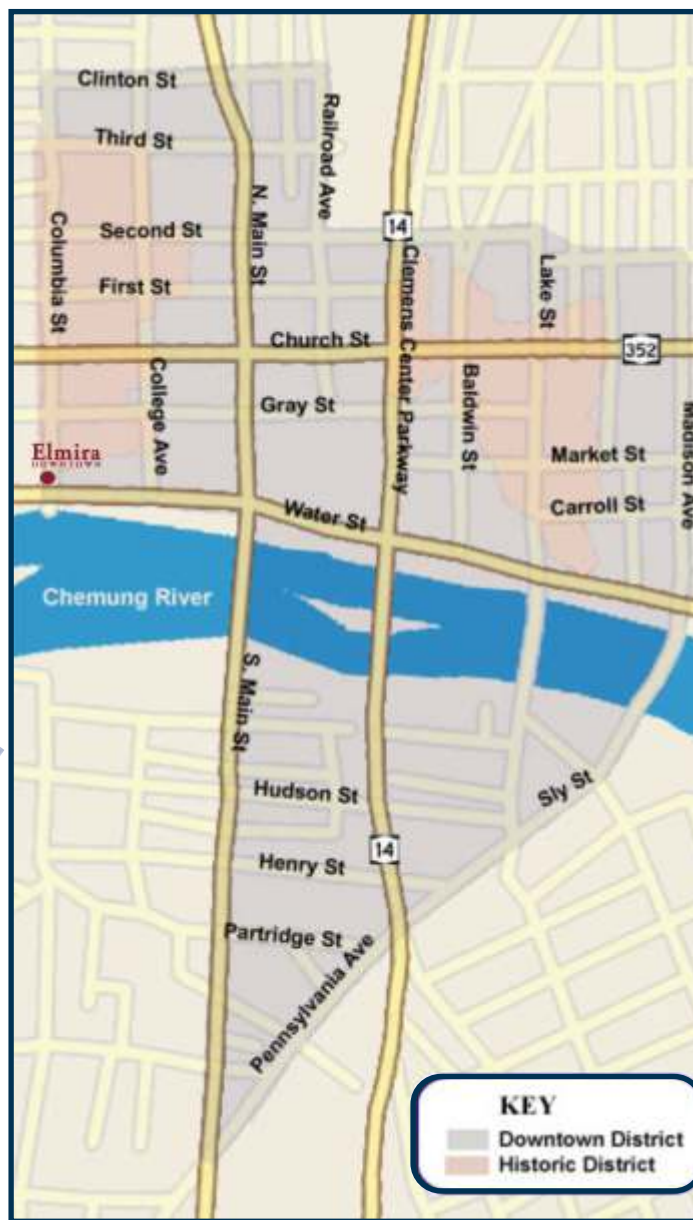 Clinton St
Third St
Railroad Ave
N. Main St
14
Columbia St
Second St
Clemens Center Parkway
Lake St
First St
Church St
352
College Ave
Gray St
Baldwin St
Madison Ave
Elmira
DOWNTOWN
Market St
Carroll St
Water St
Chemung River
S. Main St
Hudson St
Sly St
14
Henry St
Partridge St
Pennsylvania Ave
KEY
Downtown District
Historic District